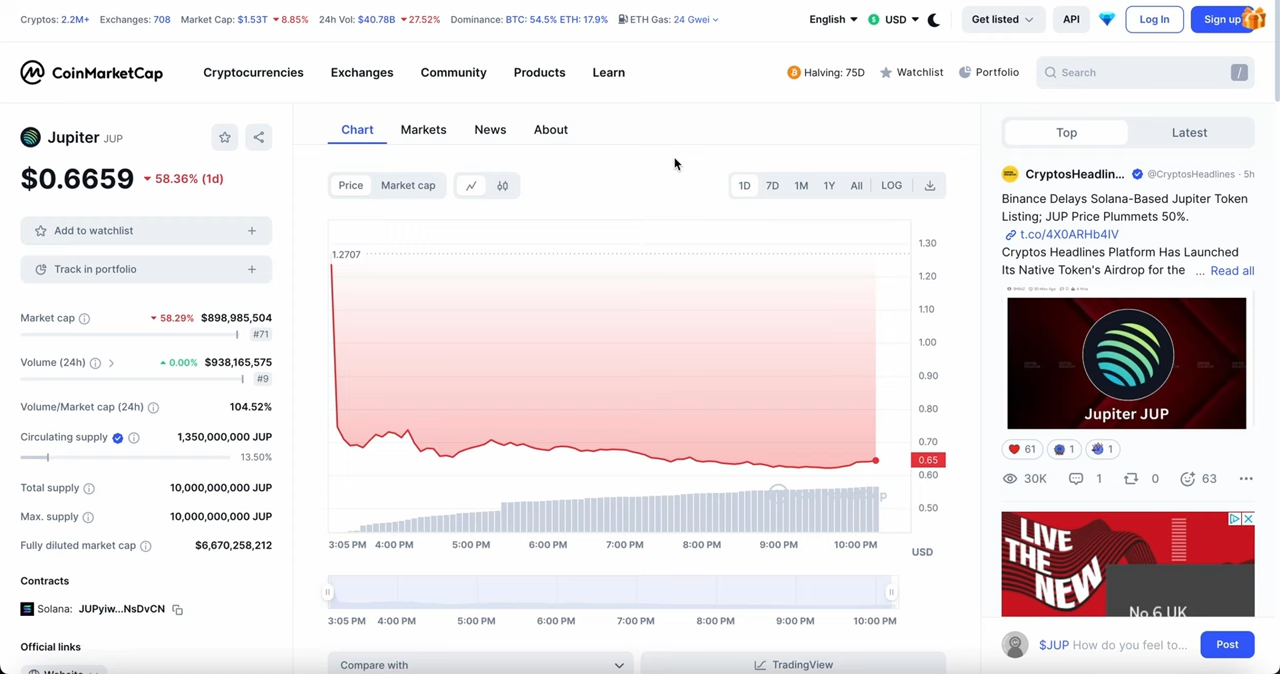 Cryptos: 2.2M+ Exchanges: 708 Market Cap: $1.53T 8.85% 24h Vol: $40.78B 27.52% Dominance: BTC: 54.5% ETH: 17.9% ETH Gas: 24 Gwei
English USD Get listed API Log In Sign up
CoinMarketCap Cryptocurrencies Exchanges Community Products Learn
Halving: 75D Watchlist Portfolio Search /
Jupiter JUP
$0.6659 58.36% (1d)
Add to watchlist +
Track in portfolio +
Market cap 58.29% $898,985,504
#71
Volume (24h) 0.00% $938,165,575
#9
Volume/Market cap (24h) 104.52%
Circulating supply 1,350,000,000 JUP
13.50%
Total supply 10,000,000,000 JUP
Max. supply 10,000,000,000 JUP
Fully diluted market cap $6,670,258,212
Contracts
Solana: JUPyiw...NsDvCN
Official links
Website
Chart Markets News About
Price Market cap
1D 7D 1M 1Y All LOG
1.2707
1.30
1.20
1.10
1.00
0.90
0.80
0.70
0.65
0.60
0.50
3:05 PM 4:00 PM 5:00 PM 6:00 PM 7:00 PM 8:00 PM 9:00 PM 10:00 PM USD
3:05 PM 4:00 PM 5:00 PM 6:00 PM 7:00 PM 8:00 PM 9:00 PM 10:00 PM
Compare with
TradingView
Top Latest
CryptosHeadlin... @CryptosHeadlines · 5h
Binance Delays Solana-Based Jupiter Token
Listing; JUP Price Plummets 50%.
t.co/4X0ARHb4IV
Cryptos Headlines Platform Has Launched
Its Native Token's Airdrop for the ... Read all
Jupiter JUP
61 1 1
30K 1 0 63
LIVE
THE
NEW
No 6 UK
$JUP How do you feel to... Post